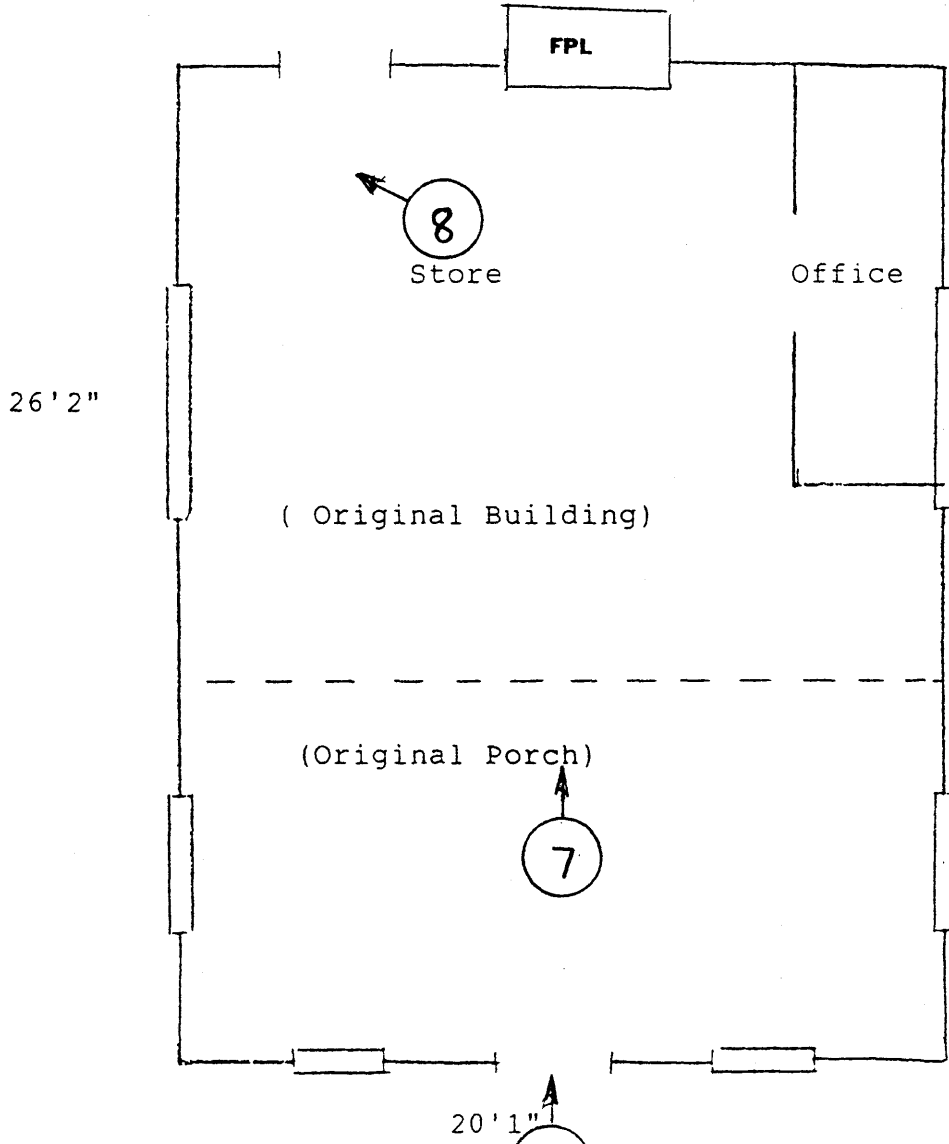 FPL
8
Store
Office
26'2"
( Original Building)
(Original Porch)
7
20'1"